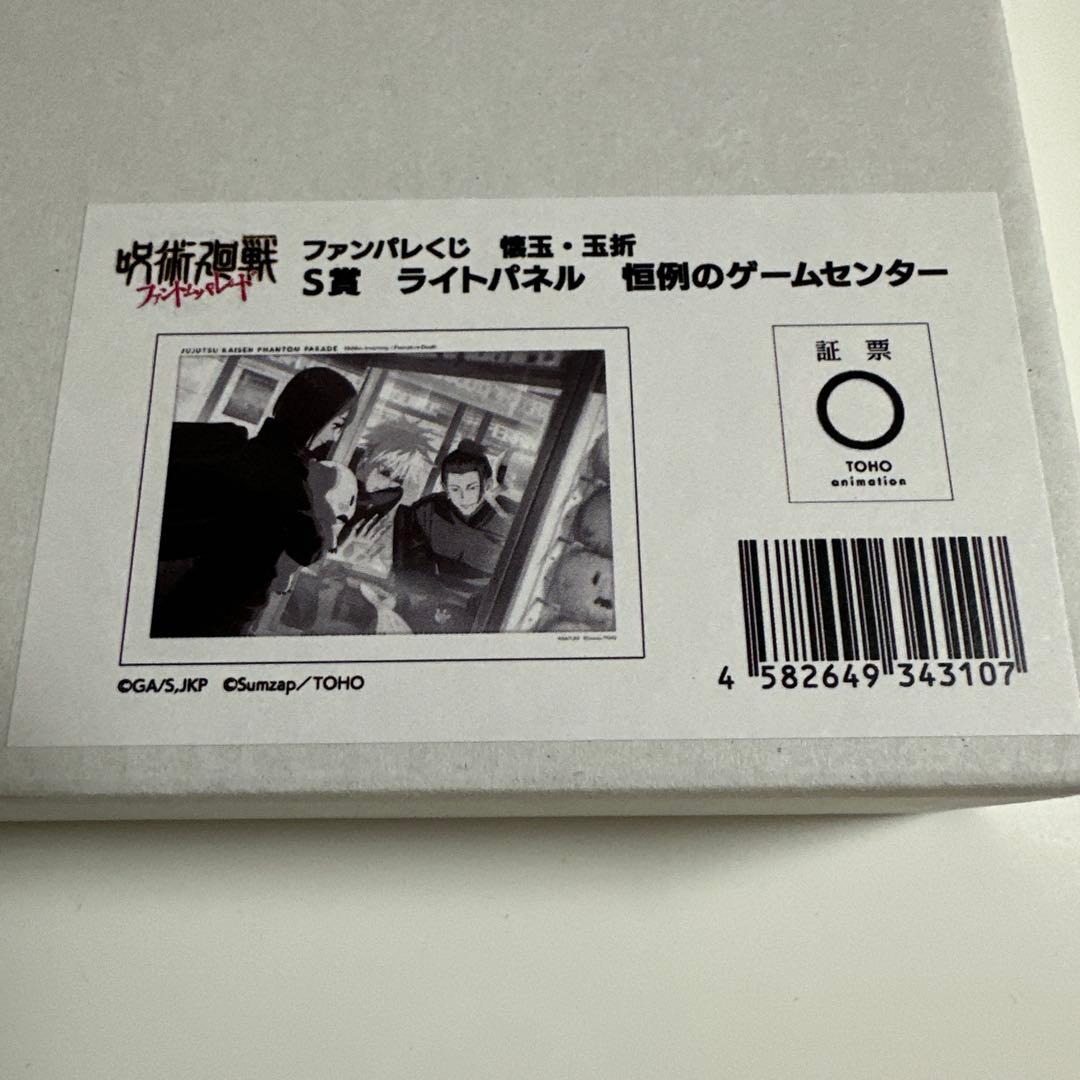 呪術廻戦
ファントムパレード
ファンパレくじ 懐玉・玉折
S賞 ライトパネル 恒例のゲームセンター
JUJUTSU KAISEN PHANTOM PARADE
証票
TOHO
animation
©GA/S,JKP ©Sumzap/TOHO
4 582649 343107